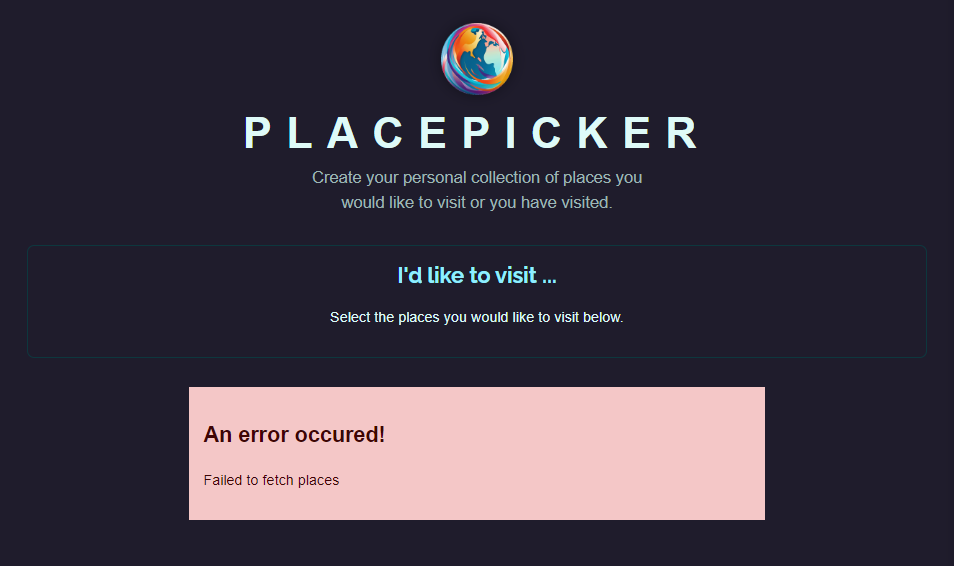 PLACEPICKER
Create your personal collection of places you
would like to visit or you have visited.
I'd like to visit ...
Select the places you would like to visit below.
An error occured!
Failed to fetch places